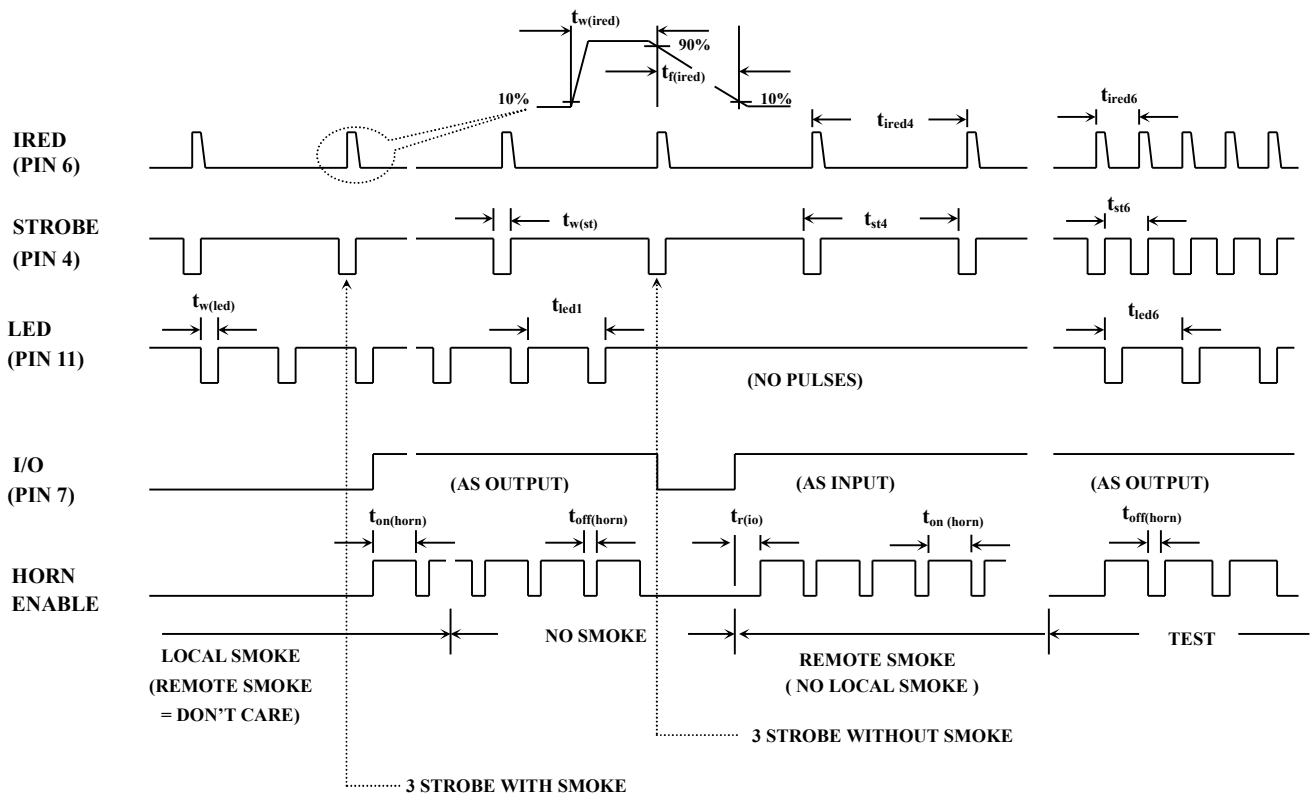 tw(ired)
90%
tf(ired)
10%
10%
tired4
tired6
IRED
(PIN 6)
STROBE
(PIN 4)
tw(st)
tst4
tst6
LED
(PIN 11)
tw(led)
tled1
tled6
(NO PULSES)
I/O
(PIN 7)
(AS OUTPUT)
(AS INPUT)
(AS OUTPUT)
ton(horn)
toff(horn)
tr(io)
ton (horn)
toff(horn)
HORN
ENABLE
NO SMOKE
TEST
LOCAL SMOKE
(REMOTE SMOKE
= DON'T CARE)
REMOTE SMOKE
( NO LOCAL SMOKE )
3 STROBE WITHOUT SMOKE
3 STROBE WITH SMOKE